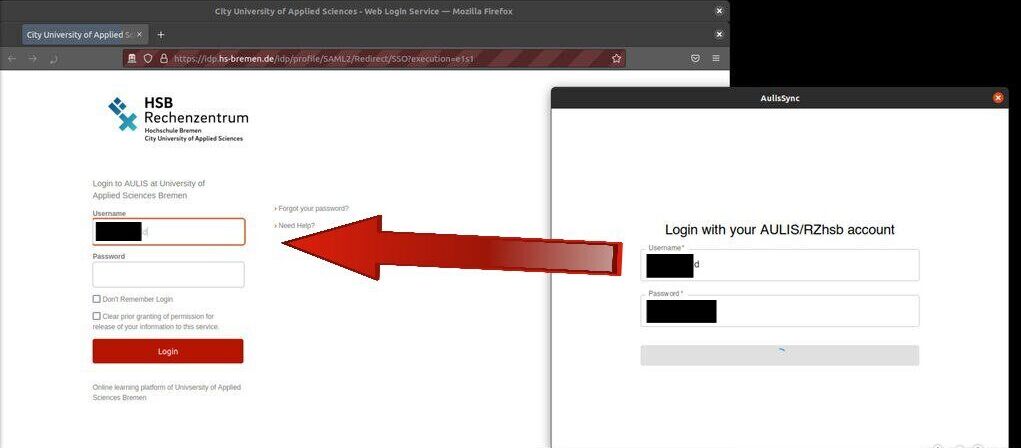 City University of Applied Sciences - Web Login Service — Mozilla Firefox
City University of Applied Sc
https://idp.hs-bremen.de/idp/profile/SAML2/Redirect/SSO?execution=e1s1
HSB
Rechenzentrum
Hochschule Bremen
City University of Applied Sciences
Login to AULIS at University of
Applied Sciences Bremen
Username
d
Password
Don't Remember Login
Clear prior granting of permission for
release of your information to this service.
Login
Online learning platform of Univsersity of Applied
Sciences Bremen
› Forgot your password?
› Need Help?
AulisSync
Login with your AULIS/RZhsb account
Username*
d
Password*